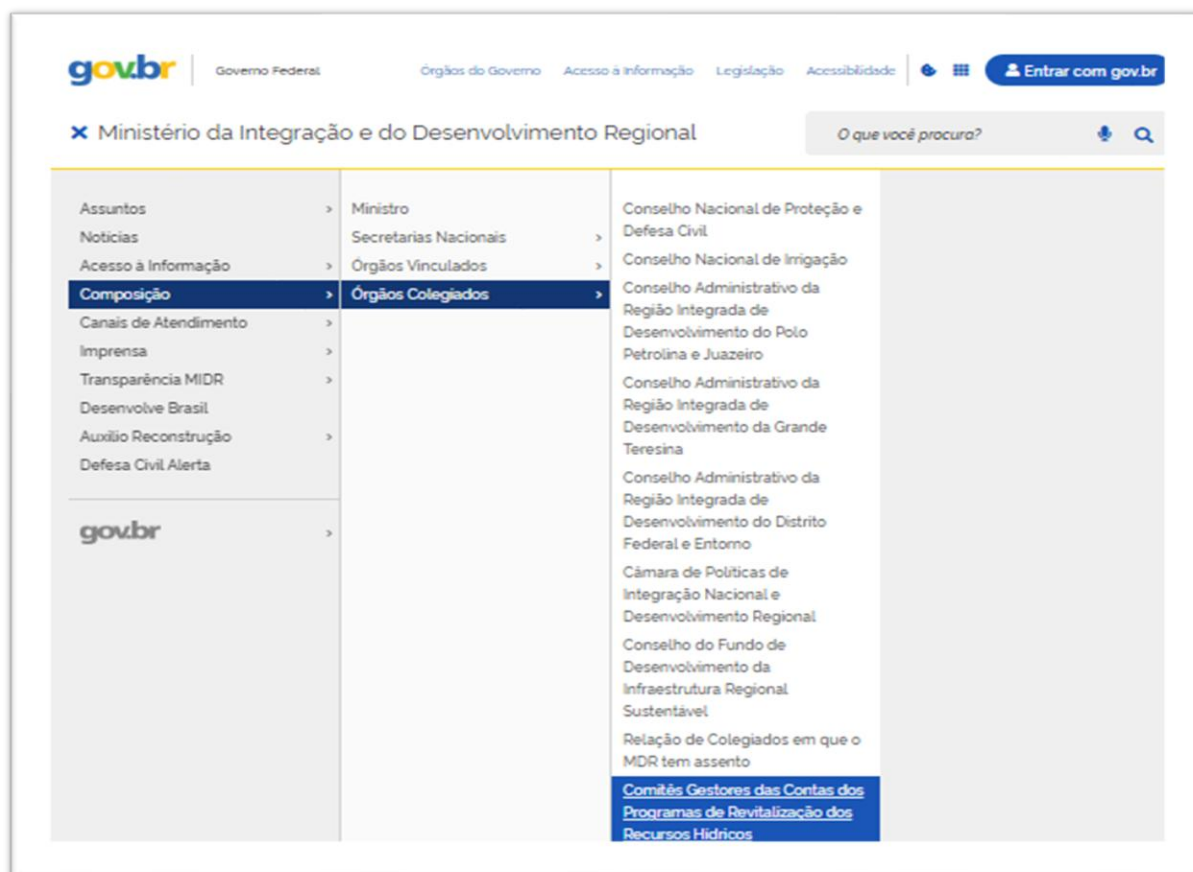 gov.br Governo Federal Órgãos do Governo Acesso à Informação Legislação Acessibilidade Entrar com gov.br
Ministério da Integração e do Desenvolvimento Regional O que você procura?
Assuntos
Notícias
Acesso à Informação
Composição
Canais de Atendimento
Imprensa
Transparência MIDR
Desenvolve Brasil
Auxílio Reconstrução
Defesa Civil Alerta
gov.br
Ministro
Secretarias Nacionais
Órgãos Vinculados
Órgãos Colegiados
Conselho Nacional de Proteção e
Defesa Civil
Conselho Nacional de Irrigação
Conselho Administrativo da
Região Integrada de
Desenvolvimento do Polo
Petrolina e Juazeiro
Conselho Administrativo da
Região Integrada de
Desenvolvimento da Grande
Teresina
Conselho Administrativo da
Região Integrada de
Desenvolvimento do Distrito
Federal e Entorno
Câmara de Políticas de
Integração Nacional e
Desenvolvimento Regional
Conselho do Fundo de
Desenvolvimento da
Infraestrutura Regional
Sustentável
Relação de Colegiados em que o
MDR tem assento
Comitês Gestores das Contas dos
Programas de Revitalização dos
Recursos Hídricos